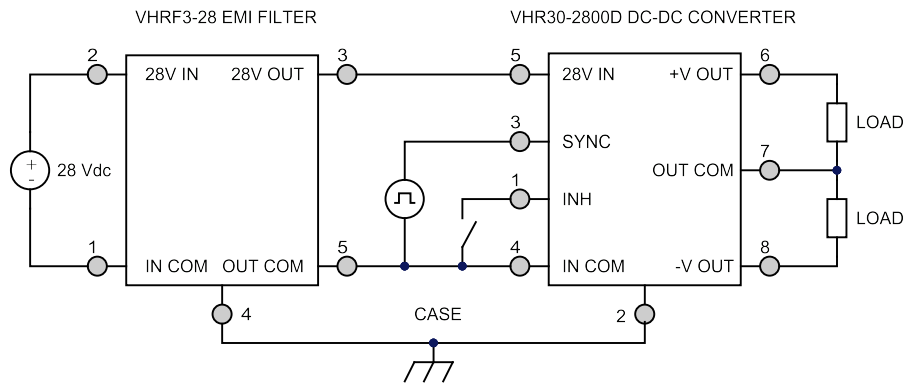 VHRF3-28 EMI FILTER
VHR30-2800D DC-DC CONVERTER
2
3
5
6
28V IN
28V OUT
28V IN
+V OUT
3
SYNC
LOAD
7
OUT COM
+
-
28 Vdc
1
INH
LOAD
1
5
4
8
IN COM
OUT COM
IN COM
-V OUT
4
CASE
2